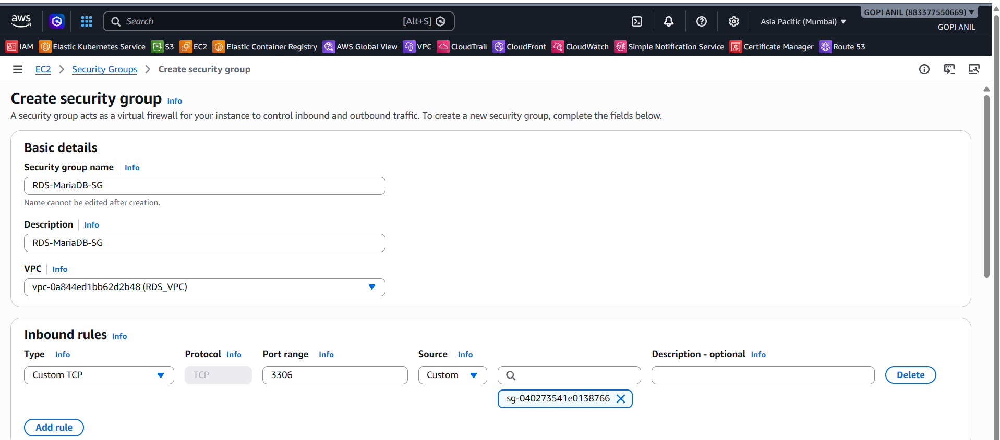 aws
Search [Alt+S]
Asia Pacific (Mumbai)
GOPI ANIL (883377550669)
GOPI ANIL
IAM Elastic Kubernetes Service S3 EC2 Elastic Container Registry AWS Global View VPC CloudTrail CloudFront CloudWatch Simple Notification Service Certificate Manager Route 53
EC2 Security Groups Create security group
Create security group Info
A security group acts as a virtual firewall for your instance to control inbound and outbound traffic. To create a new security group, complete the fields below.
Basic details
Security group name Info
RDS-MariaDB-SG
Name cannot be edited after creation.
Description Info
RDS-MariaDB-SG
VPC Info
vpc-0a844ed1bb62d2b48 (RDS_VPC)
Inbound rules Info
Type Info Protocol Info Port range Info Source Info Description - optional Info
Custom TCP TCP 3306 Custom Delete
sg-040273541e0138766
Add rule